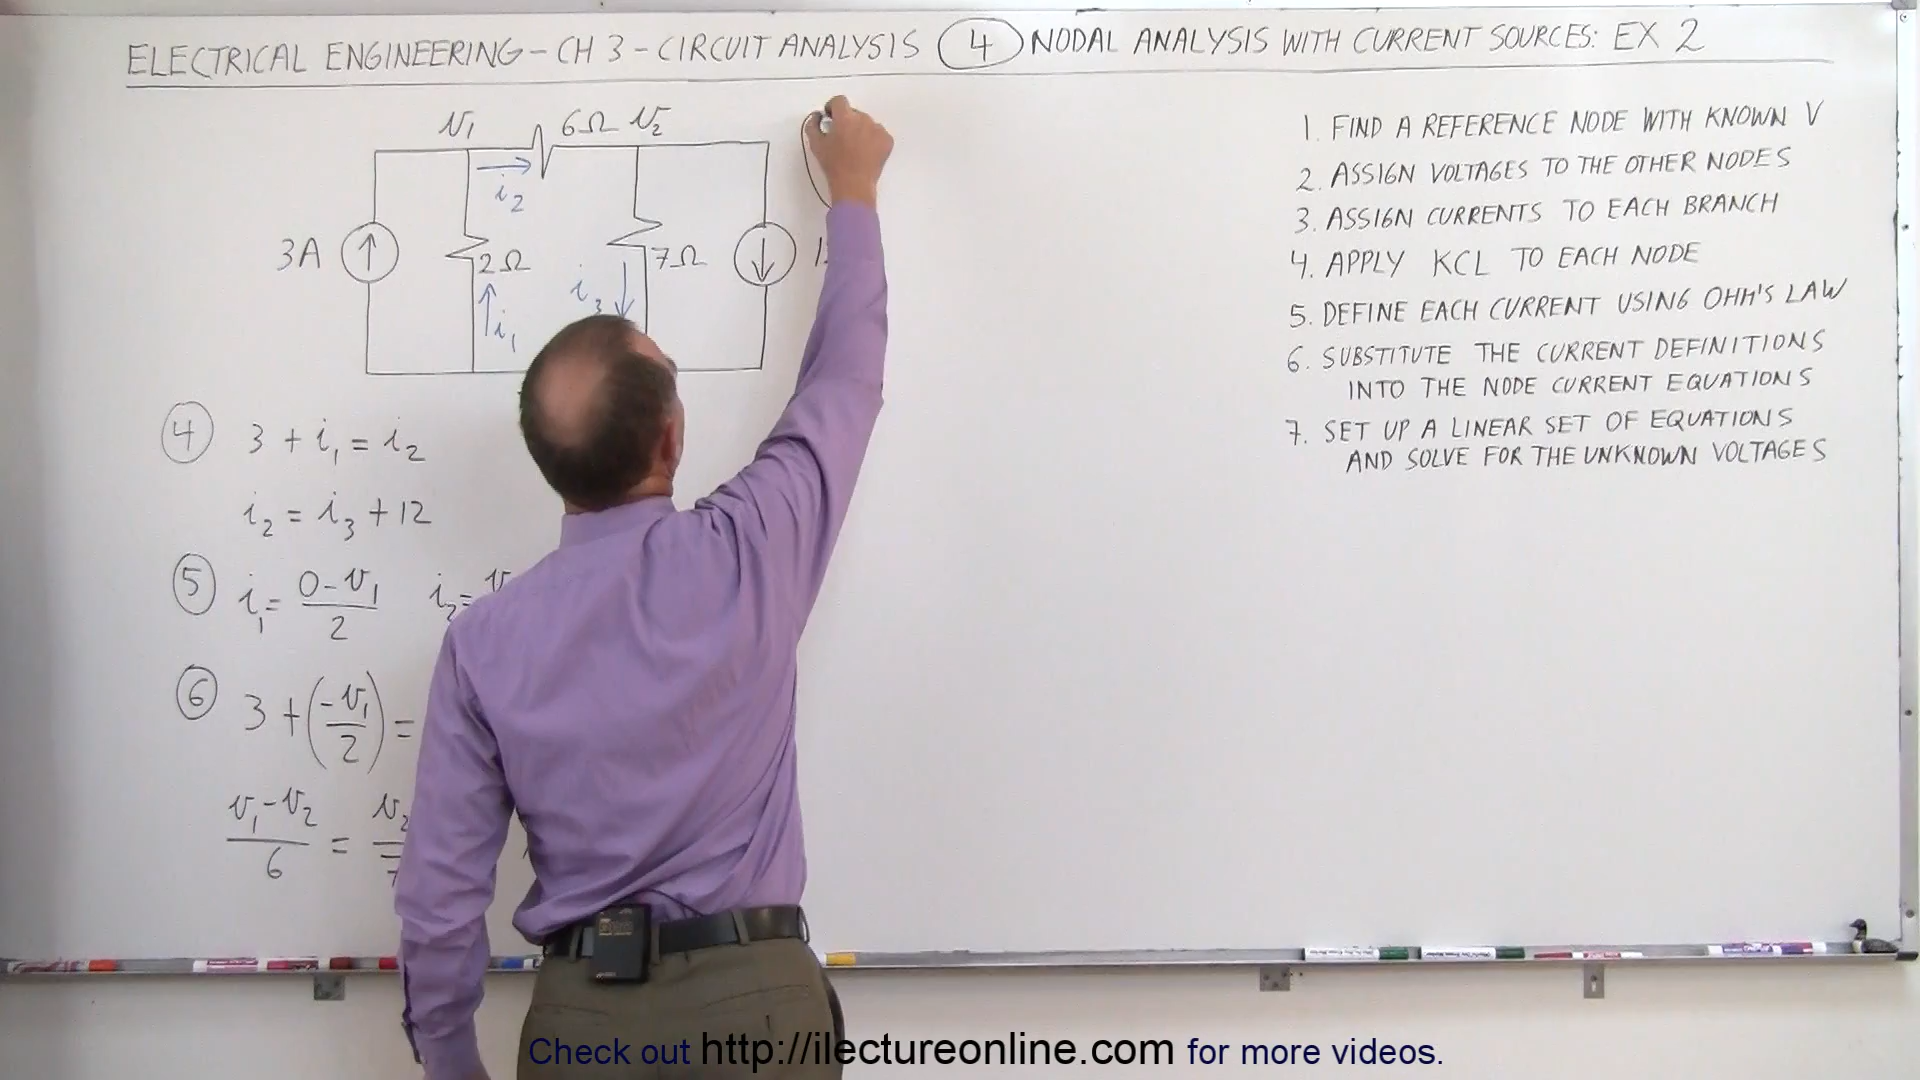 ELECTRICAL ENGINEERING - CH 3 - CIRCUIT ANALYSIS 4 NODAL ANALYSIS WITH CURRENT SOURCES: EX 2
v₁ 6Ω v₂
i₂
3A 2Ω 7Ω
i₁ i₃
4 3 + i₁ = i₂
i₂ = i₃ + 12
5 i₁ = (0 - v₁)/2 i₂ =
6 3 + (-v₁/2) =
(v₁ - v₂)/6 = v₂/7
1. FIND A REFERENCE NODE WITH KNOWN V
2. ASSIGN VOLTAGES TO THE OTHER NODES
3. ASSIGN CURRENTS TO EACH BRANCH
4. APPLY KCL TO EACH NODE
5. DEFINE EACH CURRENT USING OHH'S LAW
6. SUBSTITUTE THE CURRENT DEFINITIONS
INTO THE NODE CURRENT EQUATIONS
7. SET UP A LINEAR SET OF EQUATIONS
AND SOLVE FOR THE UNKNOWN VOLTAGES
Check out http://ilectureonline.com for more videos.